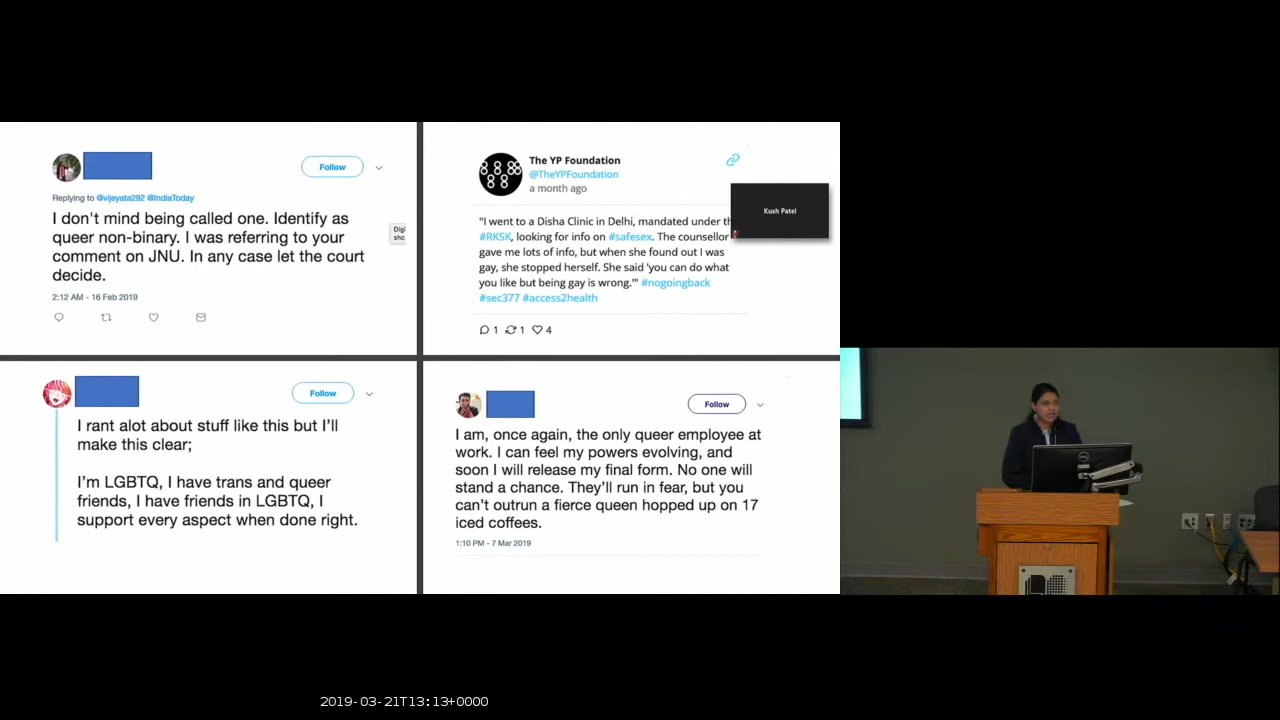 Follow
Replying to @vijeyata292 @IndiaToday
I don't mind being called one. Identify as
queer non-binary. I was referring to your
comment on JNU. In any case let the court
decide.
2:12 AM - 16 Feb 2019
Digi
shc
The YP Foundation
@TheYPFoundation
a month ago
"I went to a Disha Clinic in Delhi, mandated under th
#RKSK, looking for info on #safesex. The counsellor
gave me lots of info, but when she found out I was
gay, she stopped herself. She said 'you can do what
you like but being gay is wrong.'" #nogoingback
#sec377 #access2health
1 1 4
Kush Patel
Follow
I rant alot about stuff like this but I'll
make this clear;
I'm LGBTQ, I have trans and queer
friends, I have friends in LGBTQ, I
support every aspect when done right.
Follow
I am, once again, the only queer employee at
work. I can feel my powers evolving, and
soon I will release my final form. No one will
stand a chance. They'll run in fear, but you
can't outrun a fierce queen hopped up on 17
iced coffees.
1:10 PM - 7 Mar 2019
DELL
2019-03-21T13:13+0000